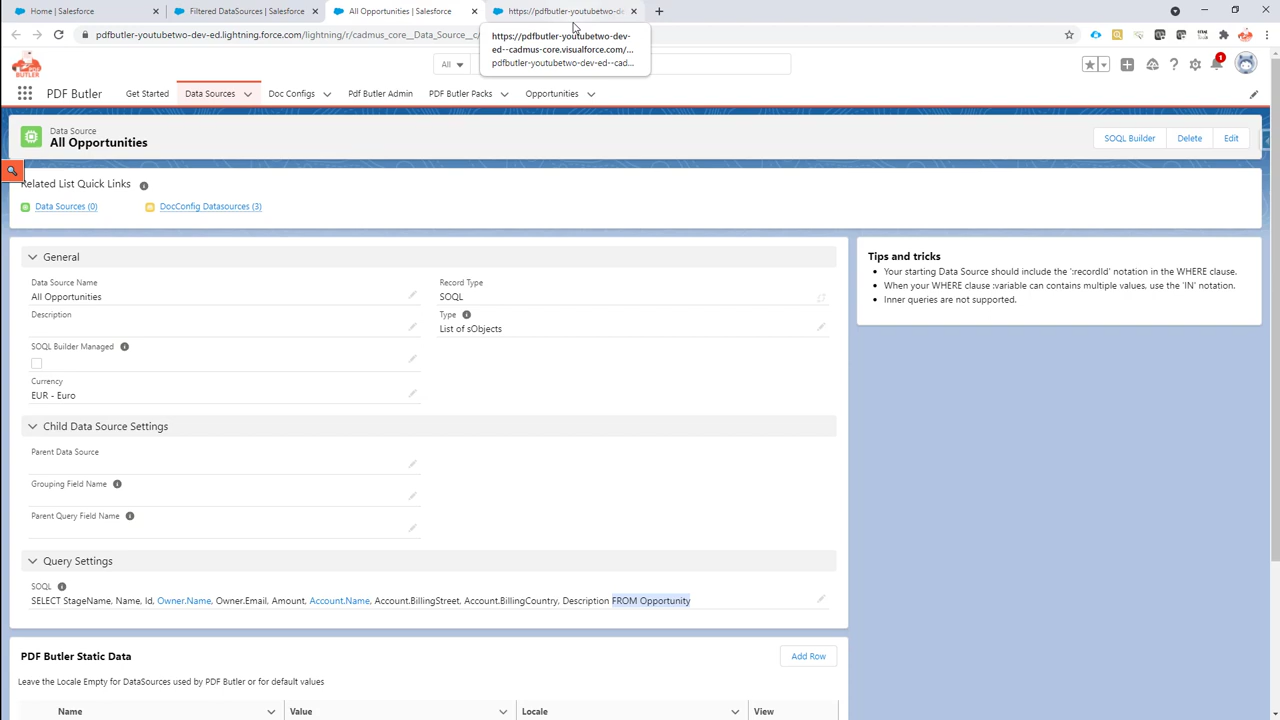 Home | Salesforce
Filtered DataSources | Salesforce
All Opportunities | Salesforce
https://pdfbutler-youtubetwo-de
pdfbutler-youtubetwo-dev-ed.lightning.force.com/lightning/r/cadmus_core__Data_Source__c
https://pdfbutler-youtubetwo-dev-
ed--cadmus-core.visualforce.com/...
pdfbutler-youtubetwo-dev-ed--cad...
PDF
BUTLER
All
1
PDF Butler
Get Started
Data Sources
Doc Configs
Pdf Butler Admin
PDF Butler Packs
Opportunities
Data Source
All Opportunities
SOQL Builder
Delete
Edit
Related List Quick Links
Data Sources (0)
DocConfig Datasources (3)
General
Data Source Name
All Opportunities
Record Type
SOQL
Description
Type
List of sObjects
SOQL Builder Managed
Currency
EUR - Euro
Child Data Source Settings
Parent Data Source
Grouping Field Name
Parent Query Field Name
Query Settings
SOQL
SELECT StageName, Name, Id, Owner.Name, Owner.Email, Amount, Account.Name, Account.BillingStreet, Account.BillingCountry, Description FROM Opportunity
Tips and tricks
Your starting Data Source should include the ':recordId' notation in the WHERE clause.
When your WHERE clause :variable can contains multiple values, use the 'IN' notation.
Inner queries are not supported.
PDF Butler Static Data
Add Row
Leave the Locale Empty for DataSources used by PDF Butler or for default values
Name
Value
Locale
View